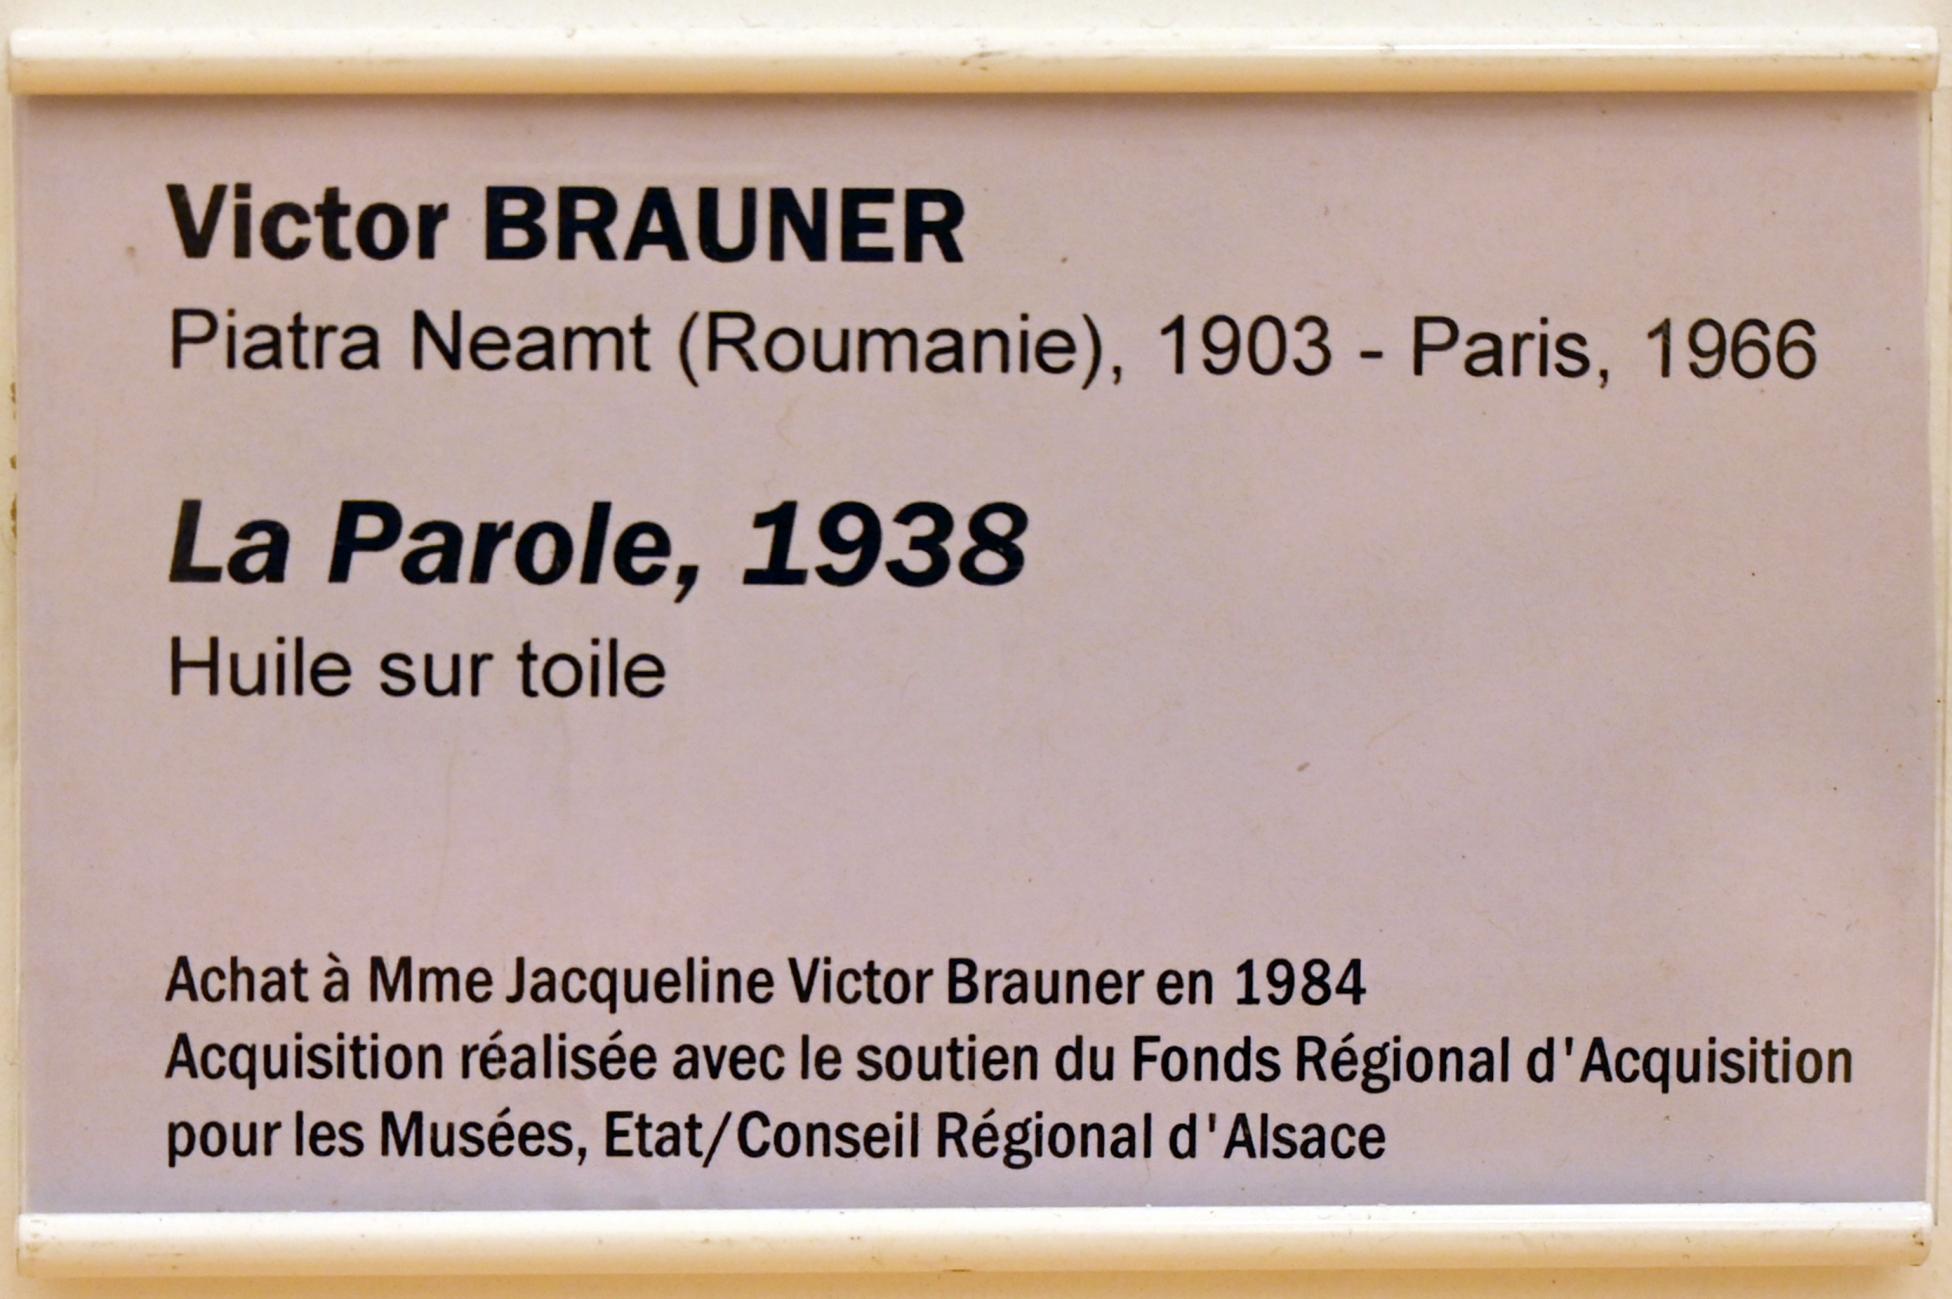 Victor BRAUNER
Piatra Neamt (Roumanie), 1903 - Paris, 1966
La Parole, 1938
Huile sur toile
Achat à Mme Jacqueline Victor Brauner en 1984
Acquisition réalisée avec le soutien du Fonds Régional d'Acquisition
pour les Musées, Etat/Conseil Régional d'Alsace